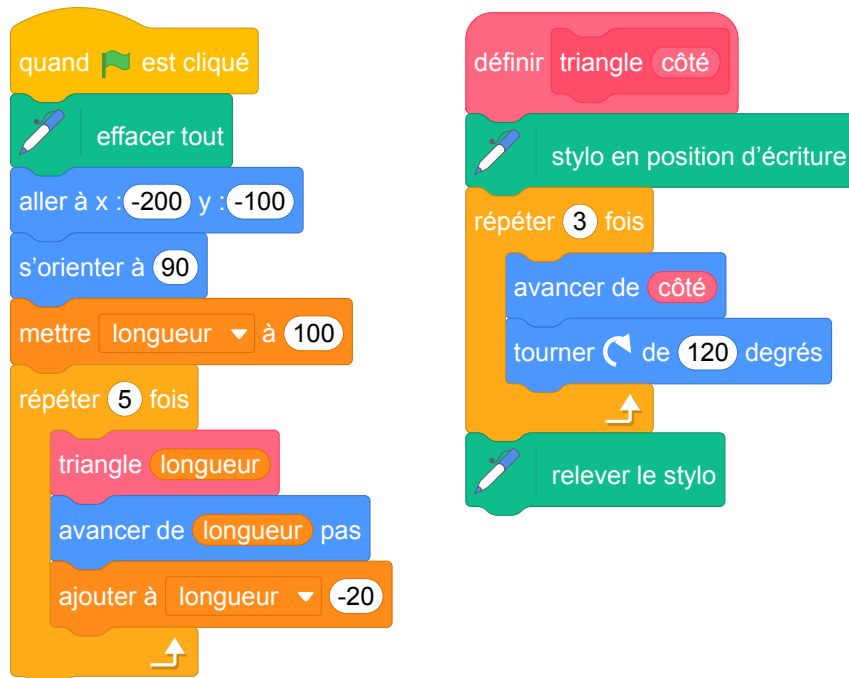 quand est cliqué
effacer tout
aller à x : -200 y : -100
s’orienter à 90
mettre longueur à 100
répéter 5 fois
triangle longueur
avancer de longueur pas
ajouter à longueur -20
définir triangle côté
stylo en position d’écriture
répéter 3 fois
avancer de côté
tourner de 120 degrés
relever le stylo